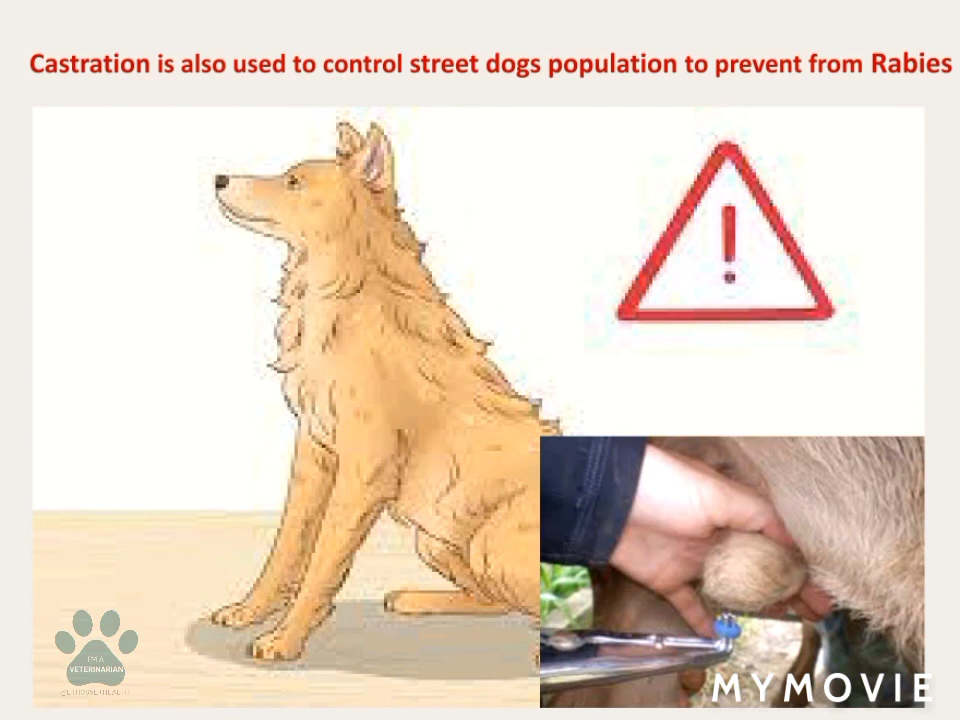 Castration is also used to control street dogs population to prevent from Rabies
I M A
VETERINARIAN
MYMOVIE